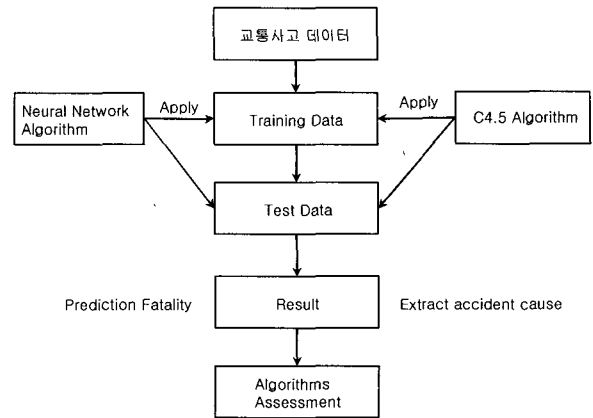 교통사고 데이터
Neural Network
Algorithm
Apply
Training Data
Apply
C4.5 Algorithm
Test Data
Prediction Fatality
Result
Extract accident cause
Algorithms
Assessment